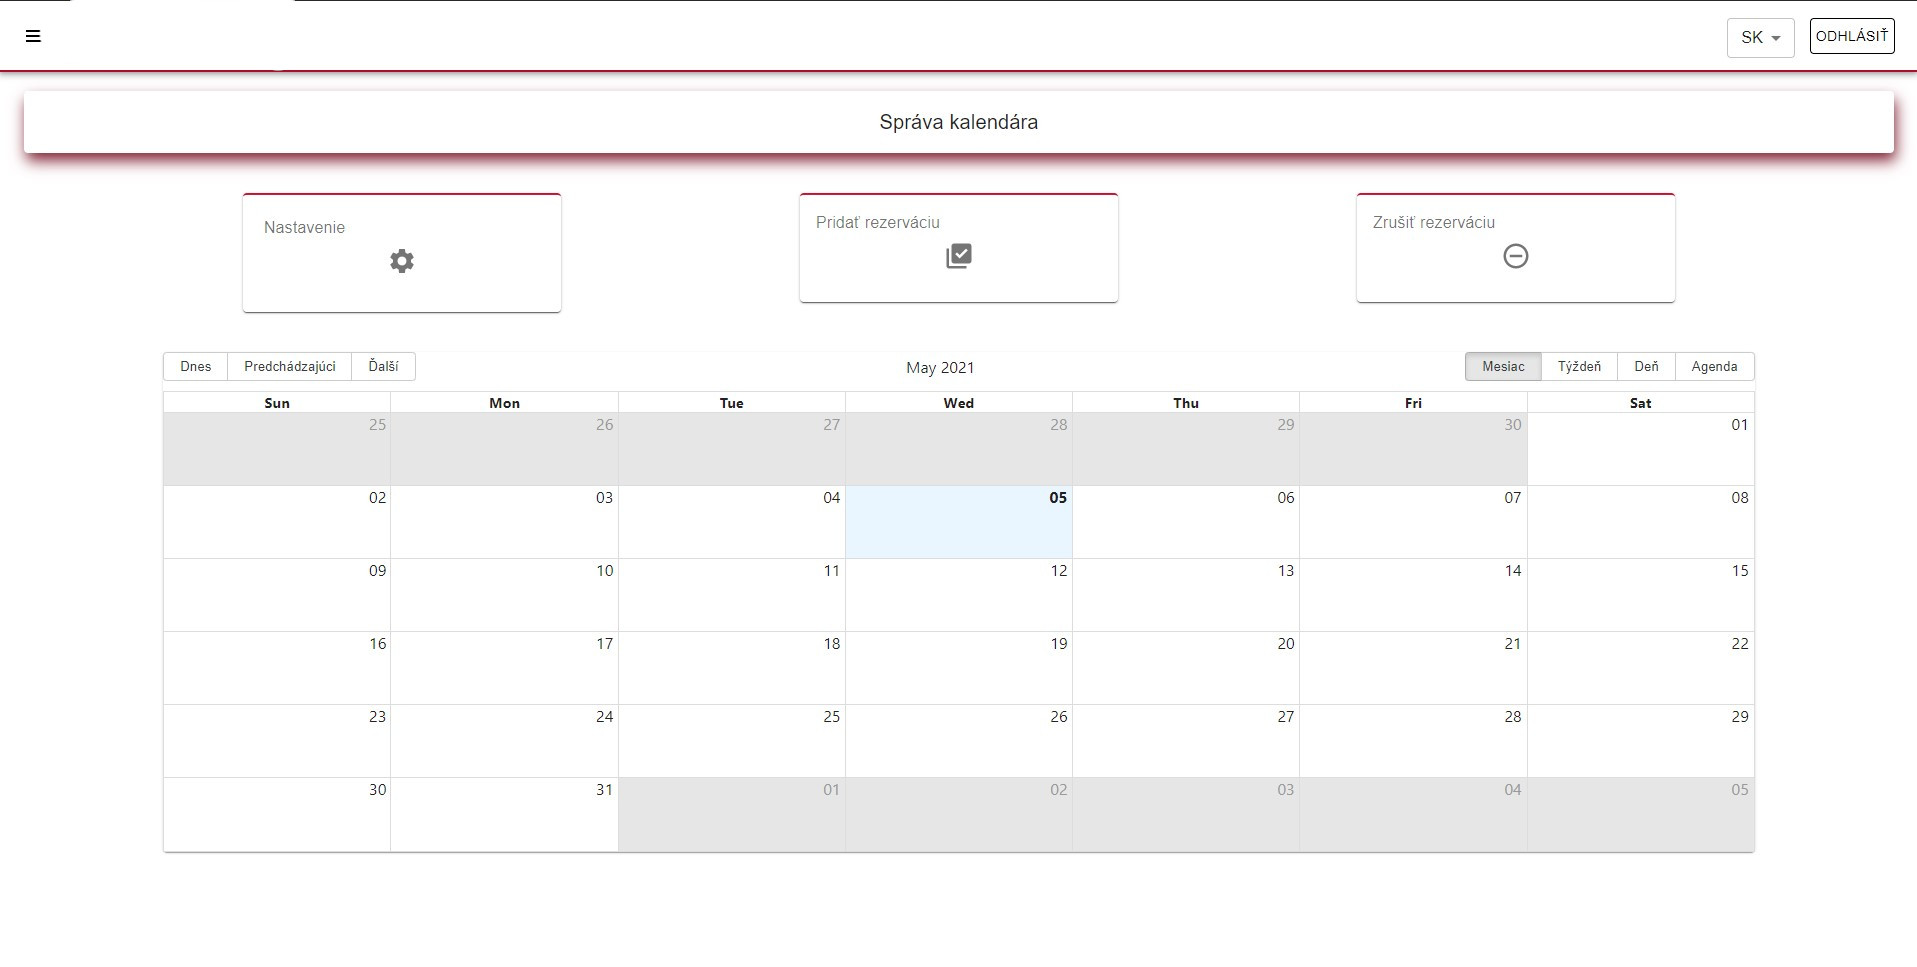 SK ODHLÁSIŤ
Správa kalendára
Nastavenie
Pridať rezerváciu
Zrušiť rezerváciu
Dnes Predchádzajúci Ďalší May 2021 Mesiac Týždeň Deň Agenda
Sun Mon Tue Wed Thu Fri Sat
25 26 27 28 29 30 01
02 03 04 05 06 07 08
09 10 11 12 13 14 15
16 17 18 19 20 21 22
23 24 25 26 27 28 29
30 31 01 02 03 04 05